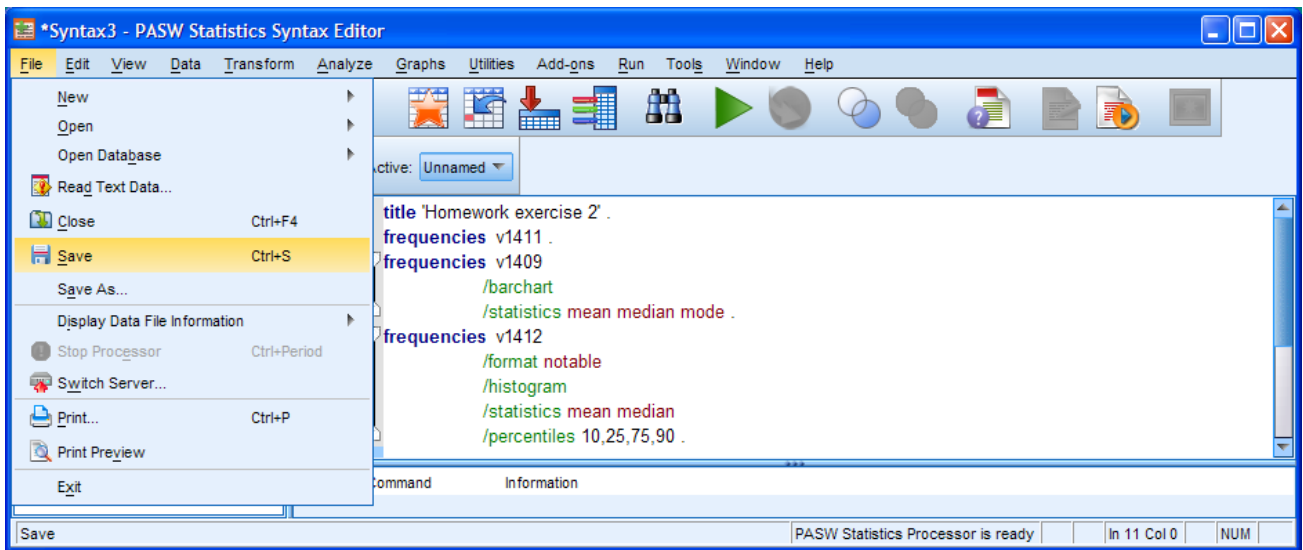 *Syntax3 - PASW Statistics Syntax Editor
File Edit View Data Transform Analyze Graphs Utilities Add-ons Run Tools Window Help
New
Open
Open Database
Read Text Data...
Close Ctrl+F4
Save Ctrl+S
Save As...
Display Data File Information
Stop Processor Ctrl+Period
Switch Server...
Print... Ctrl+P
Print Preview
Exit
ctive: Unnamed
title 'Homework exercise 2' .
frequencies v1411 .
frequencies v1409
/barchart
/statistics mean median mode .
frequencies v1412
/format notable
/histogram
/statistics mean median
/percentiles 10,25,75,90 .
ommand Information
Save PASW Statistics Processor is ready In 11 Col 0 NUM